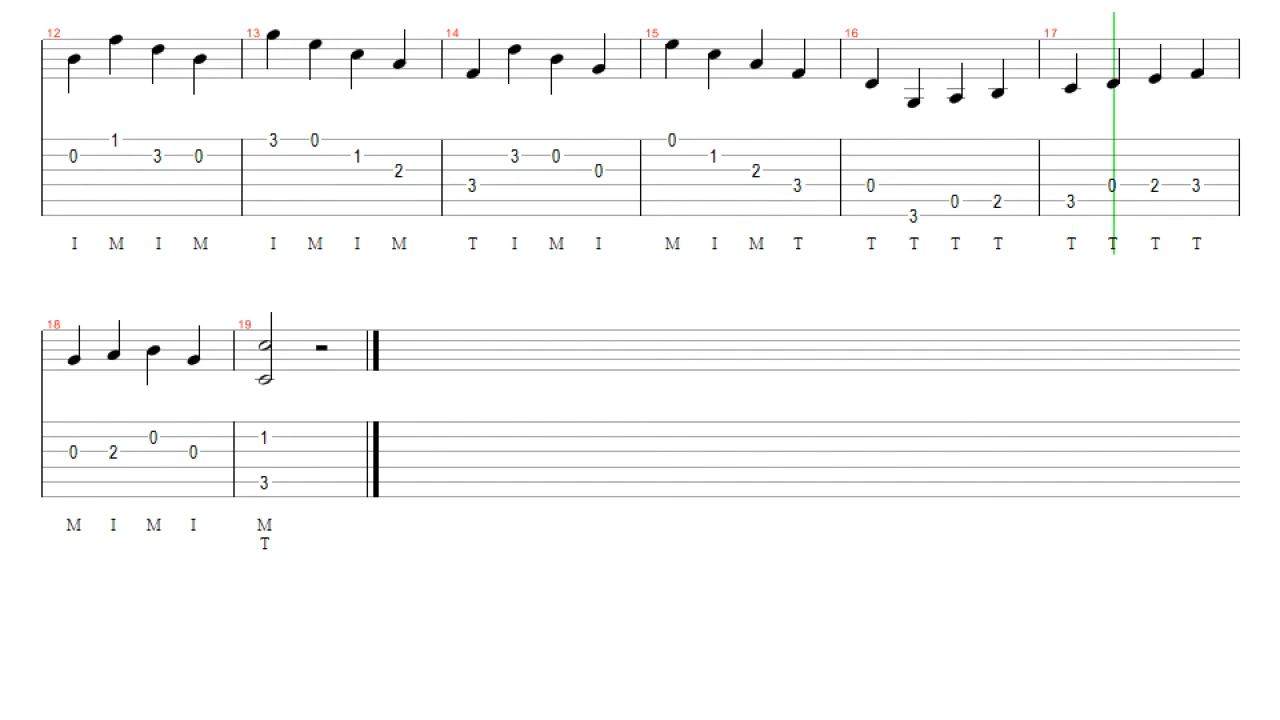 12 13 14 15 16 17
1 3 0 0
0 3 0 1 3 0 1
2 0 2
3 3 0 0 2 3
0 2 3
3
I M I M I M I M T I M I M I M T T T T T T T T T
18 19
0 1
0 2 0
3
M I M I M
T